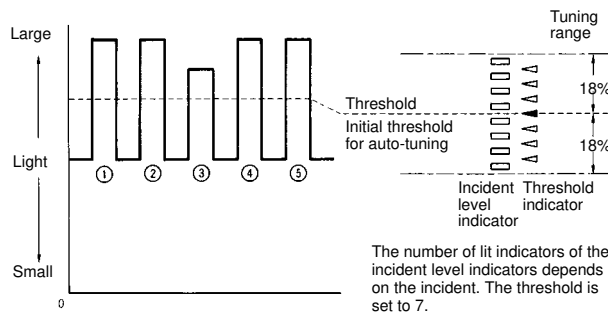 Large
Light
Small
0
① ② ③ ④ ⑤
Threshold
Initial threshold
for auto-tuning
Tuning
range
18%
18%
Incident
level
indicator
Threshold
indicator
The number of lit indicators of the
incident level indicators depends
on the incident. The threshold is
set to 7.